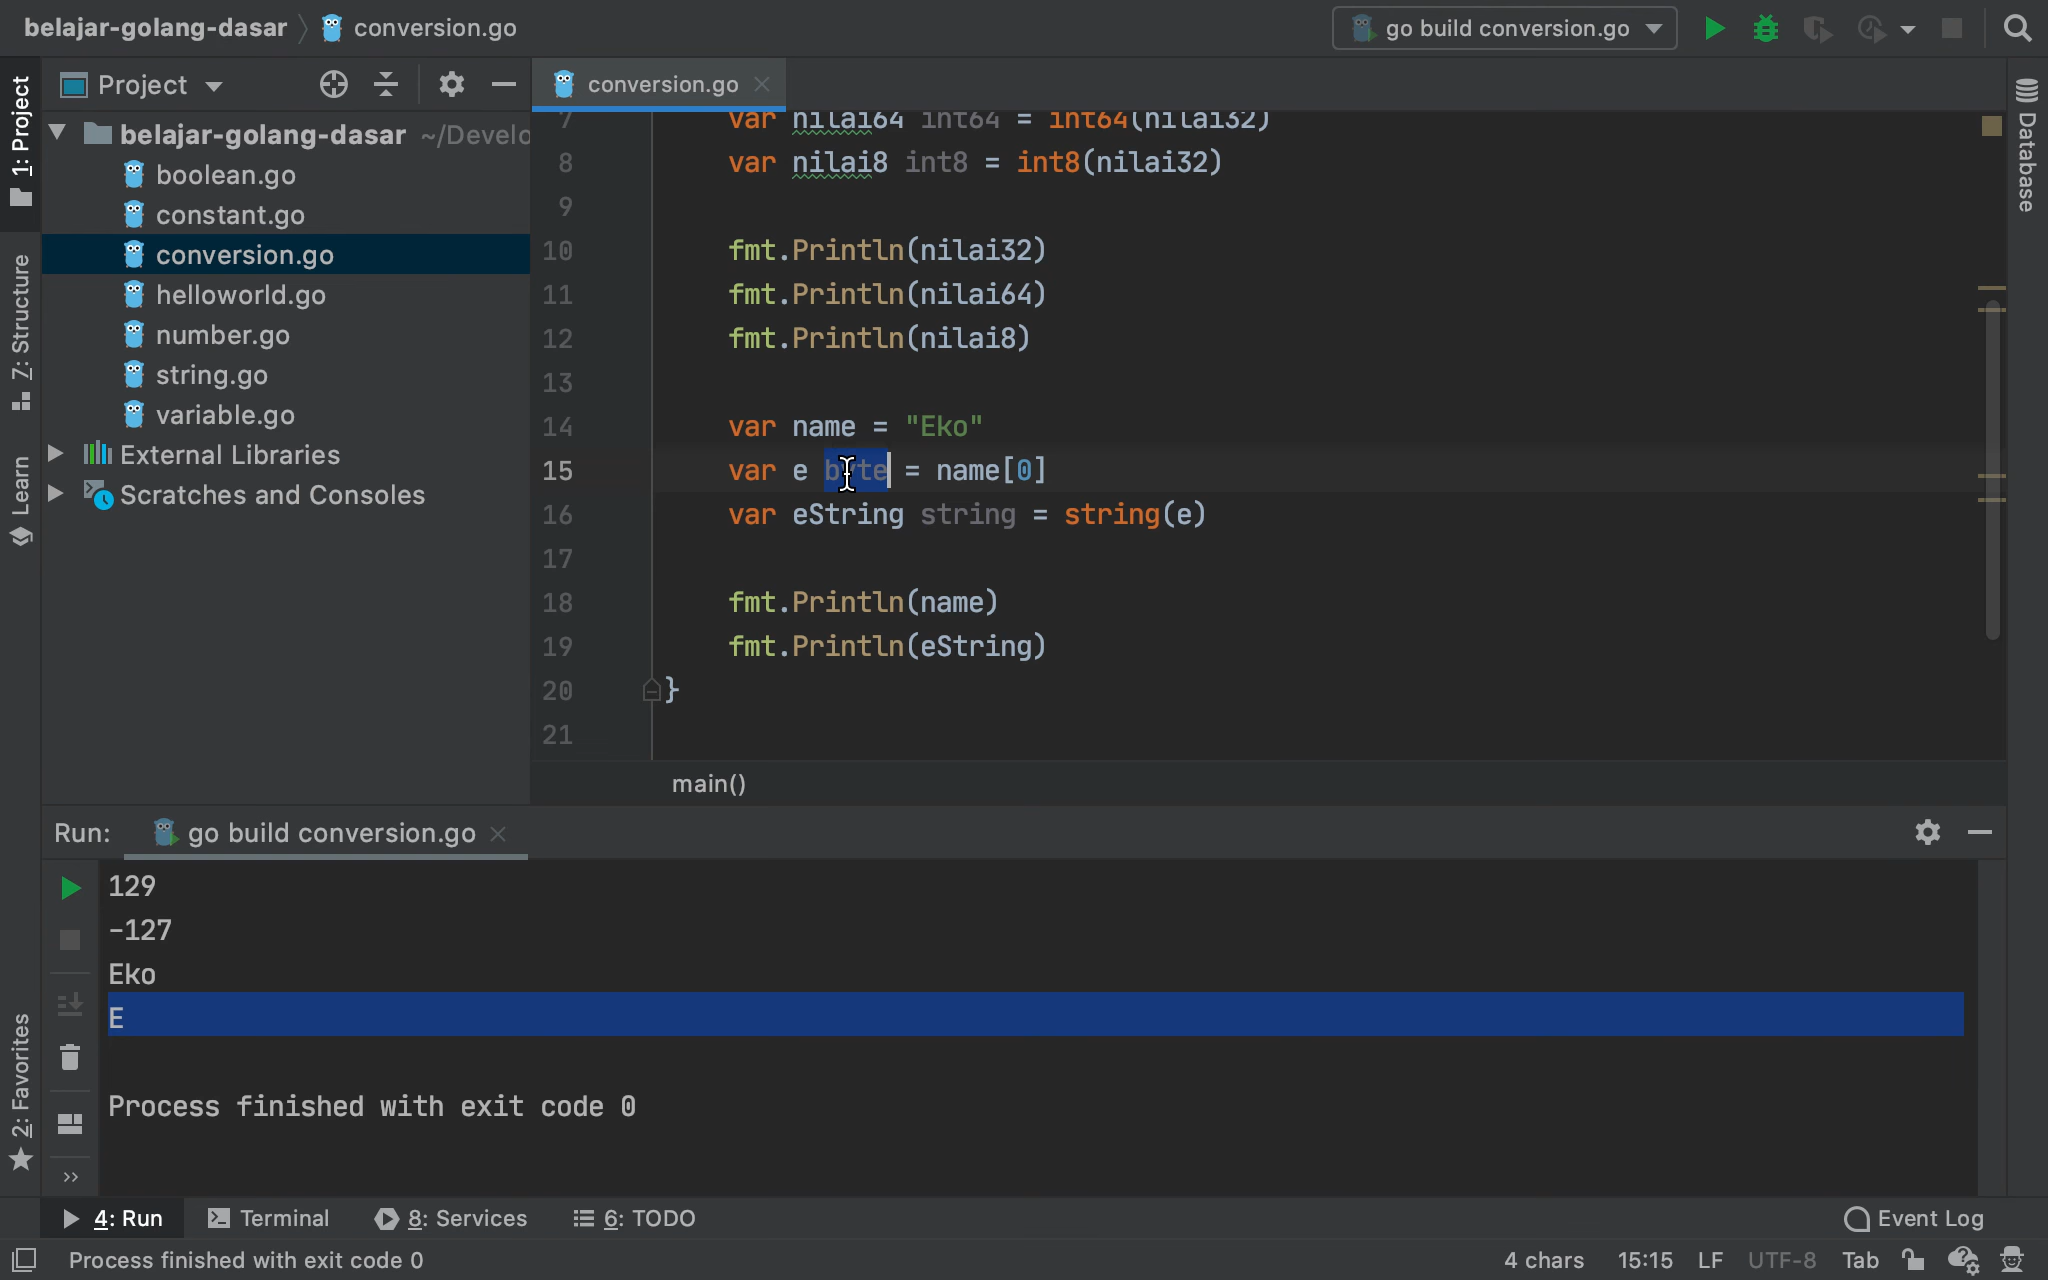 belajar-golang-dasar
conversion.go
go build conversion.go
1: Project
7: Structure
Learn
2: Favorites
Project
belajar-golang-dasar ~/Develo
boolean.go
constant.go
conversion.go
helloworld.go
number.go
string.go
variable.go
External Libraries
Scratches and Consoles
conversion.go
7 var nilai64 int64 = int64(nilai32)
8 var nilai8 int8 = int8(nilai32)
9
10 fmt.Println(nilai32)
11 fmt.Println(nilai64)
12 fmt.Println(nilai8)
13
14 var name = "Eko"
15 var e byte = name[0]
16 var eString string = string(e)
17
18 fmt.Println(name)
19 fmt.Println(eString)
20 }
21
main()
Database
Run: go build conversion.go
129
-127
Eko
E
Process finished with exit code 0
>>
4: Run Terminal 8: Services 6: TODO Event Log
Process finished with exit code 0 4 chars 15:15 LF UTF-8 Tab